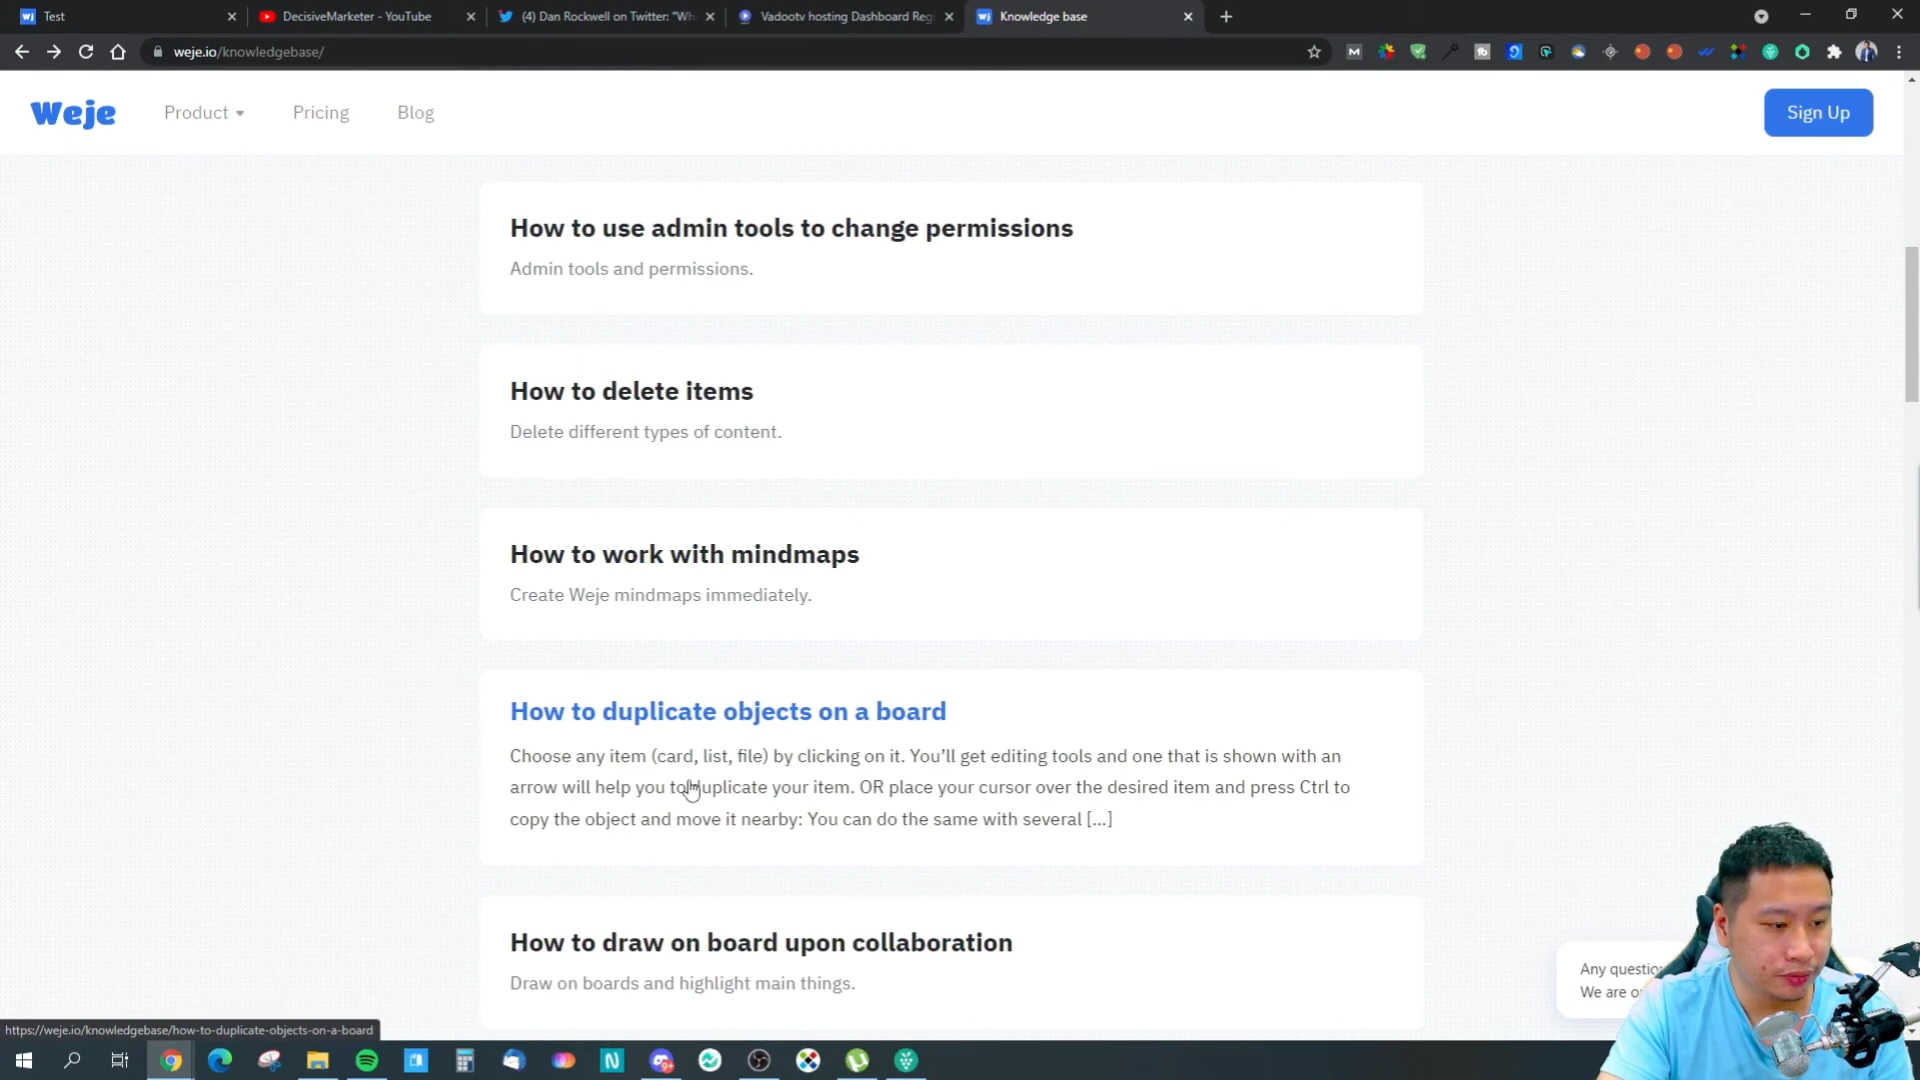 Test
DecisiveMarketer - YouTube
(4) Dan Rockwell on Twitter: "Wh
Vadootv hosting Dashboard Reg
Knowledge base
weje.io/knowledgebase/
Weje
Product
Pricing
Blog
Sign Up
How to use admin tools to change permissions
Admin tools and permissions.
How to delete items
Delete different types of content.
How to work with mindmaps
Create Weje mindmaps immediately.
How to duplicate objects on a board
Choose any item (card, list, file) by clicking on it. You'll get editing tools and one that is shown with an
arrow will help you to duplicate your item. OR place your cursor over the desired item and press Ctrl to
copy the object and move it nearby: You can do the same with several [...]
How to draw on board upon collaboration
Draw on boards and highlight main things.
Any questio
We are o
https://weje.io/knowledgebase/how-to-duplicate-objects-on-a-board